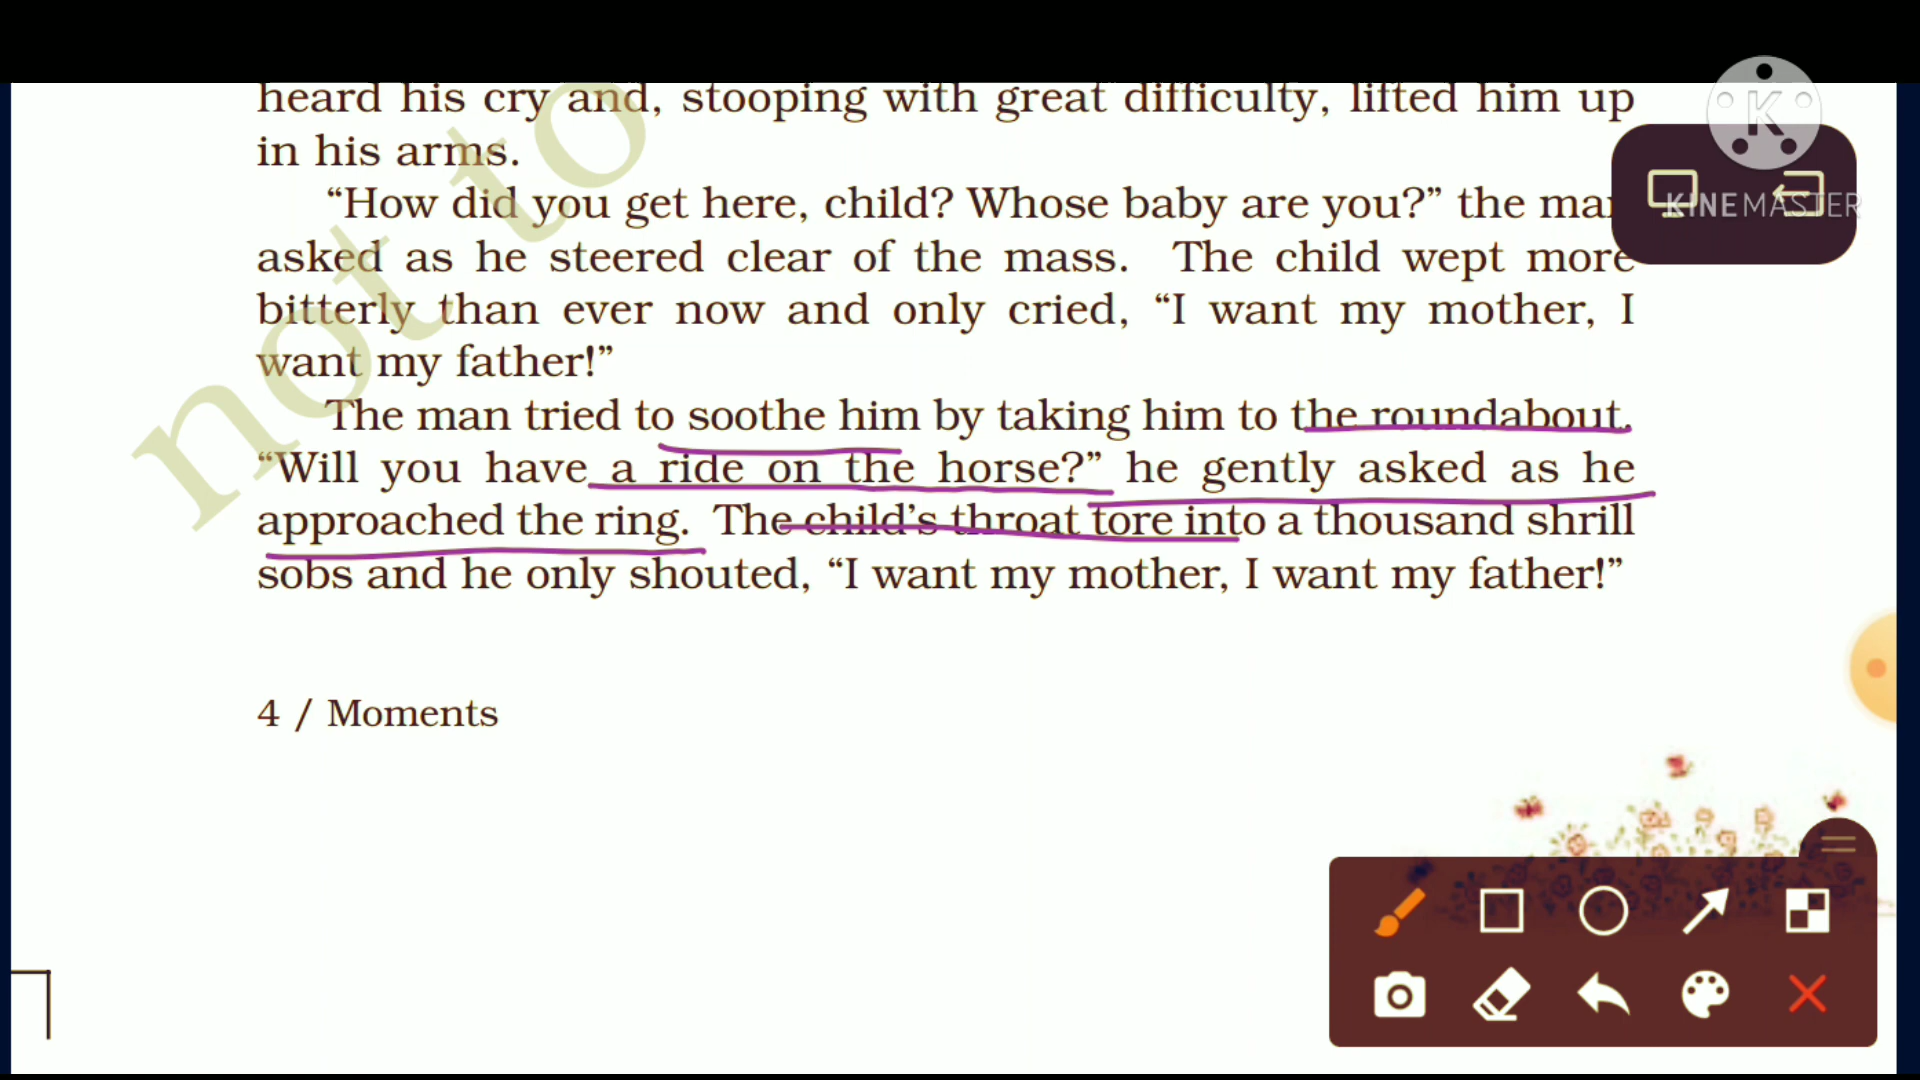 heard his cry and, stooping with great difficulty, lifted him up
in his arms.
“How did you get here, child? Whose baby are you?” the man
asked as he steered clear of the mass. The child wept more
bitterly than ever now and only cried, “I want my mother, I
want my father!”
The man tried to soothe him by taking him to the roundabout.
“Will you have a ride on the horse?” he gently asked as he
approached the ring. The child’s throat tore into a thousand shrill
sobs and he only shouted, “I want my mother, I want my father!”
4 / Moments
not to
K
KINEMASTER